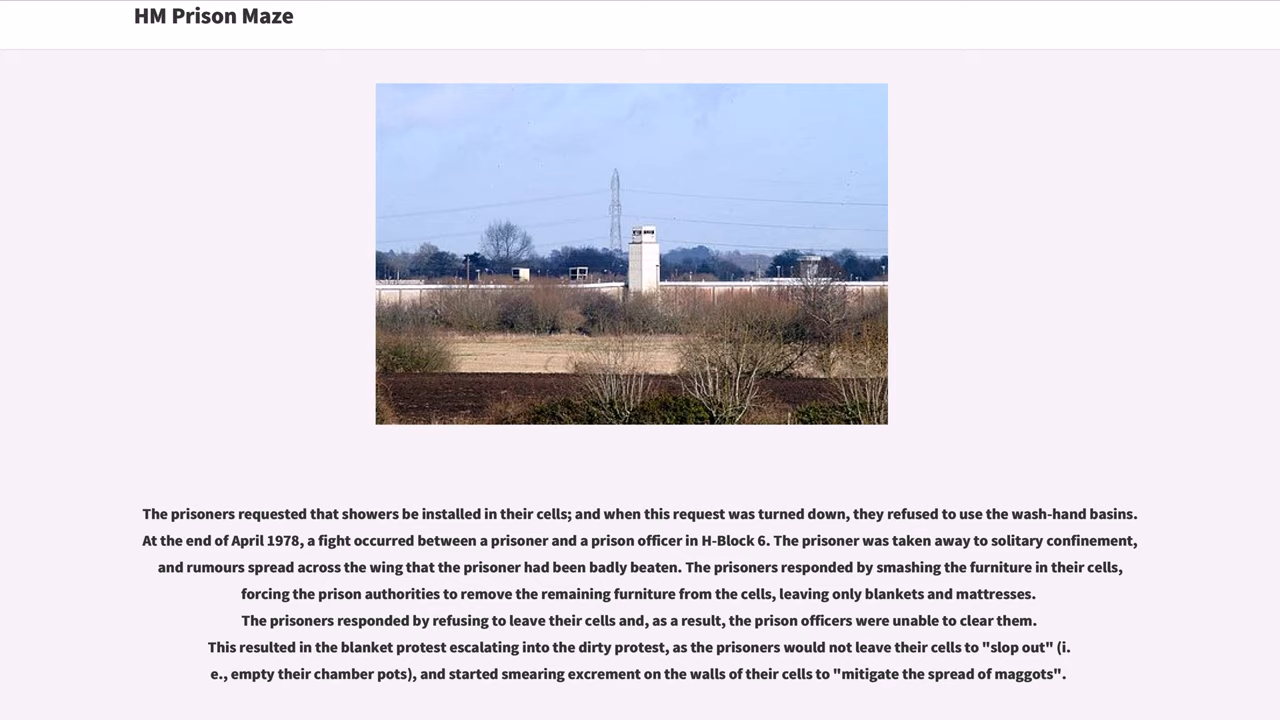 HM Prison Maze
The prisoners requested that showers be installed in their cells; and when this request was turned down, they refused to use the wash-hand basins.
At the end of April 1978, a fight occurred between a prisoner and a prison officer in H-Block 6. The prisoner was taken away to solitary confinement,
and rumours spread across the wing that the prisoner had been badly beaten. The prisoners responded by smashing the furniture in their cells,
forcing the prison authorities to remove the remaining furniture from the cells, leaving only blankets and mattresses.
The prisoners responded by refusing to leave their cells and, as a result, the prison officers were unable to clear them.
This resulted in the blanket protest escalating into the dirty protest, as the prisoners would not leave their cells to "slop out" (i.
e., empty their chamber pots), and started smearing excrement on the walls of their cells to "mitigate the spread of maggots".